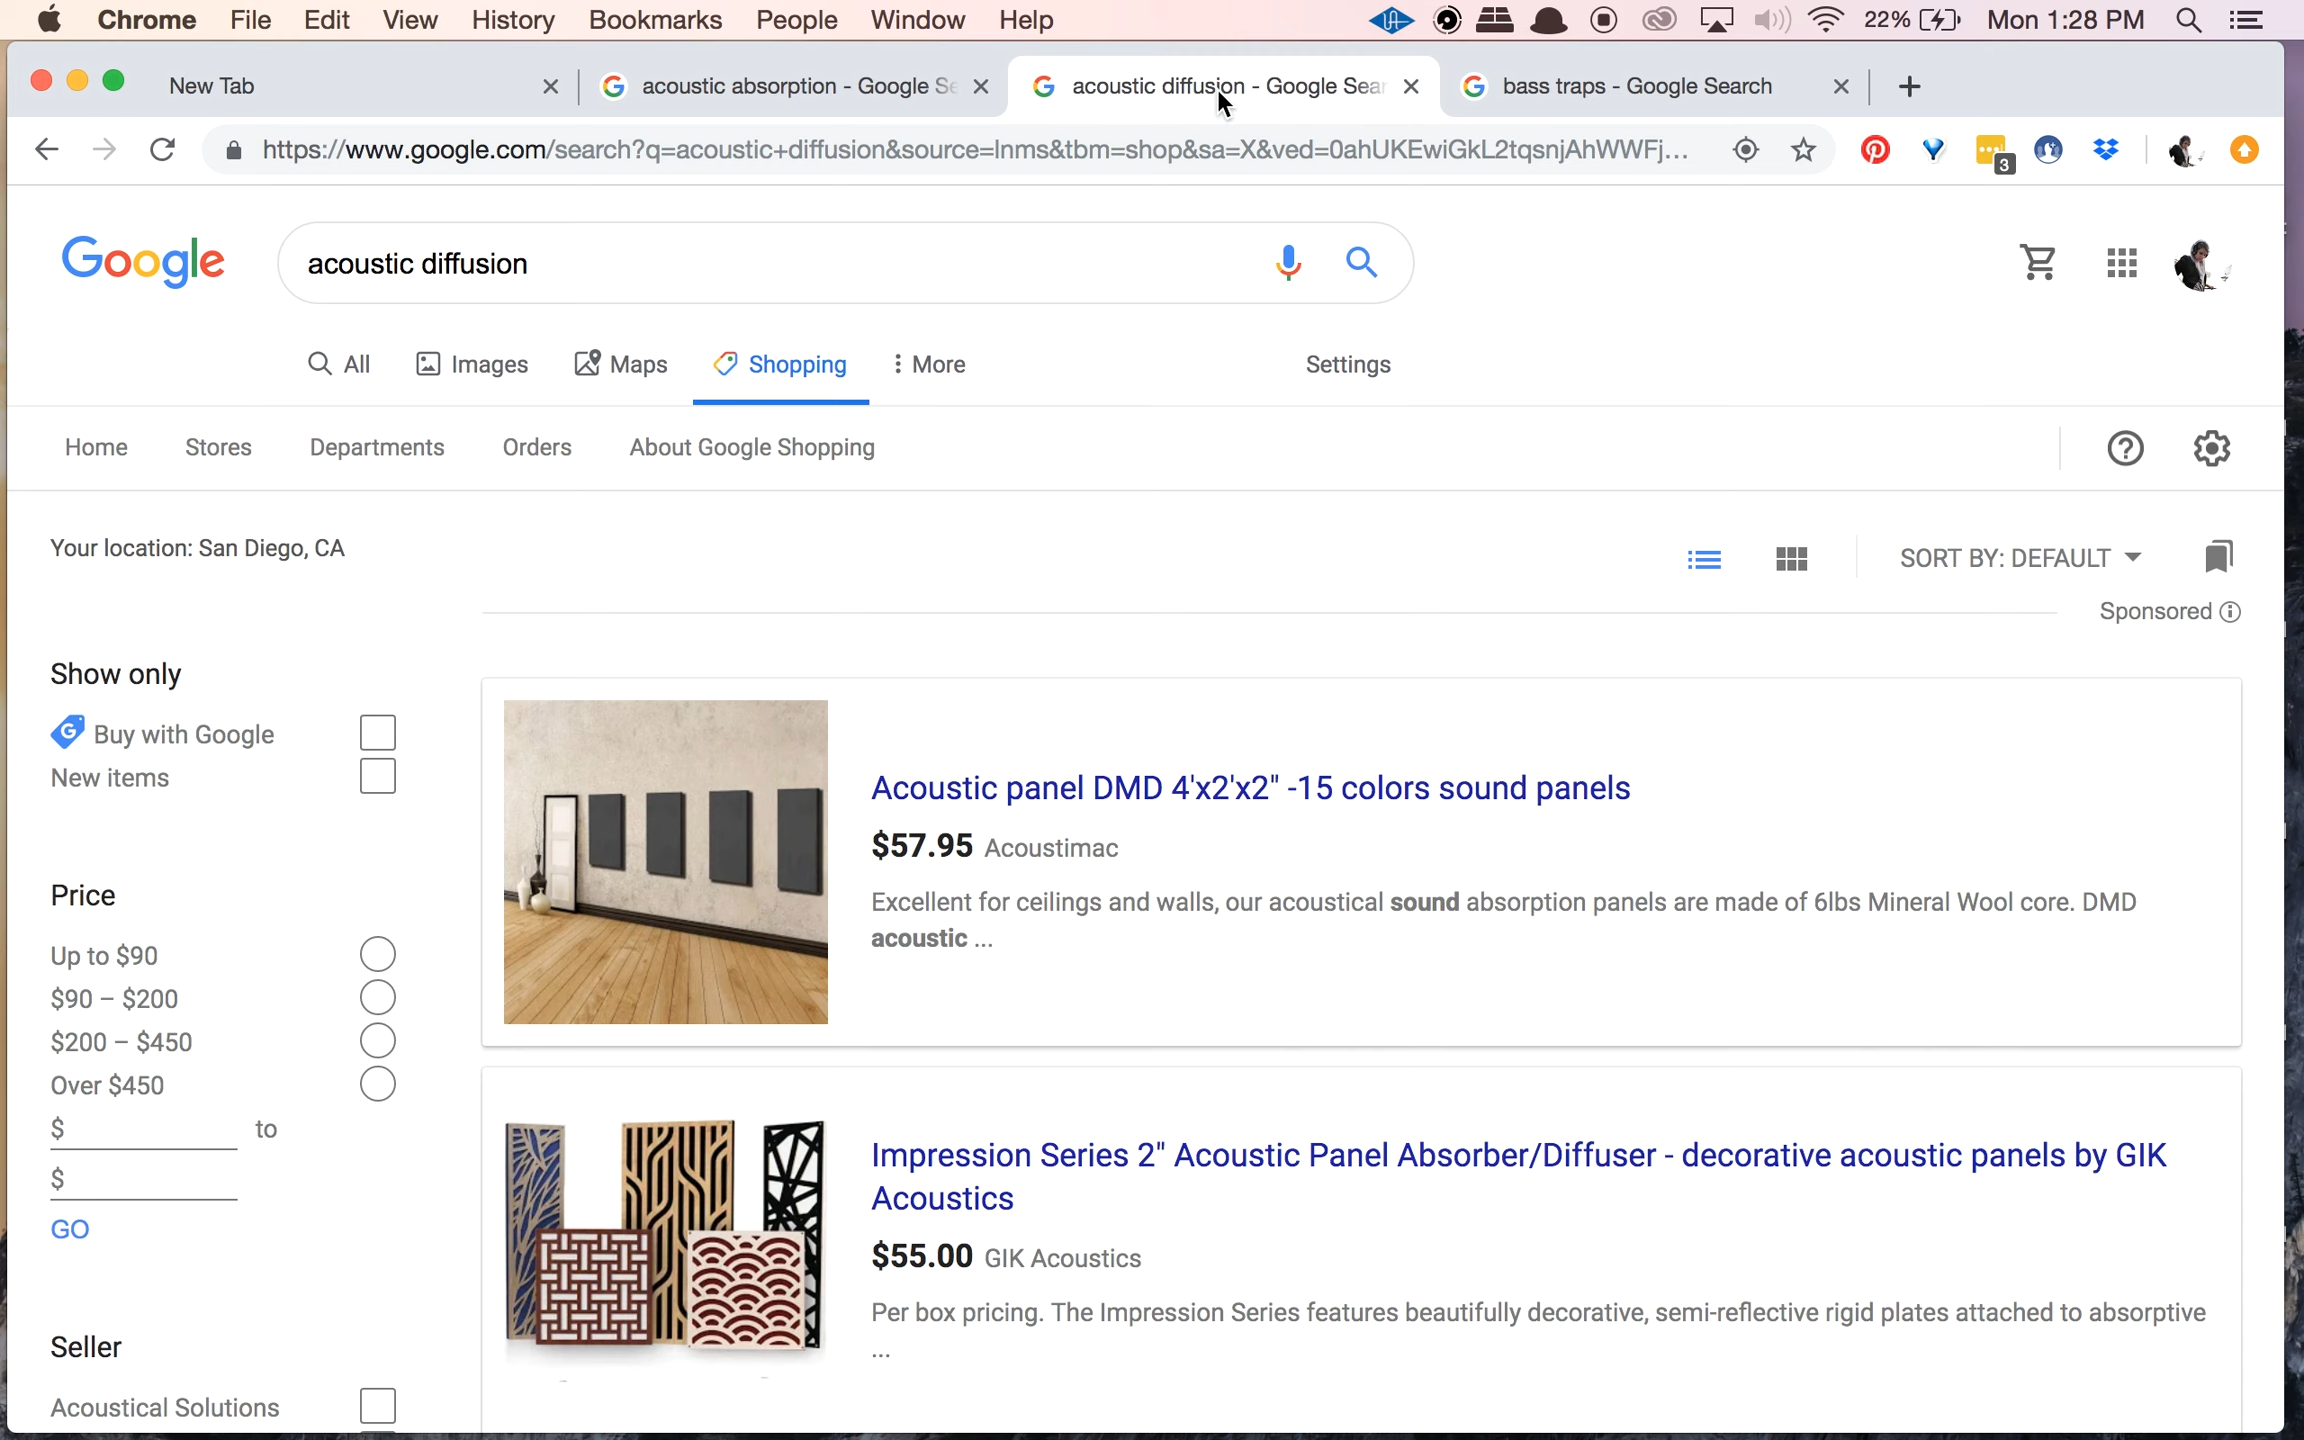 Chrome File Edit View History Bookmarks People Window Help 22% Mon 1:28 PM
New Tab acoustic absorption - Google Se acoustic diffusion - Google Sear bass traps - Google Search
https://www.google.com/search?q=acoustic+diffusion&source=lnms&tbm=shop&sa=X&ved=0ahUKEwiGkL2tqsnjAhWWFj... 3
Google acoustic diffusion
All Images Maps Shopping More Settings
Home Stores Departments Orders About Google Shopping
Your location: San Diego, CA
SORT BY: DEFAULT
Sponsored
Show only
Buy with Google
New items
Price
Up to $90
$90 – $200
$200 – $450
Over $450
$ to
$
GO
Seller
Acoustical Solutions
Acoustic panel DMD 4'x2'x2" -15 colors sound panels
$57.95 Acoustimac
Excellent for ceilings and walls, our acoustical sound absorption panels are made of 6lbs Mineral Wool core. DMD
acoustic ...
Impression Series 2" Acoustic Panel Absorber/Diffuser - decorative acoustic panels by GIK
Acoustics
$55.00 GIK Acoustics
Per box pricing. The Impression Series features beautifully decorative, semi-reflective rigid plates attached to absorptive
...